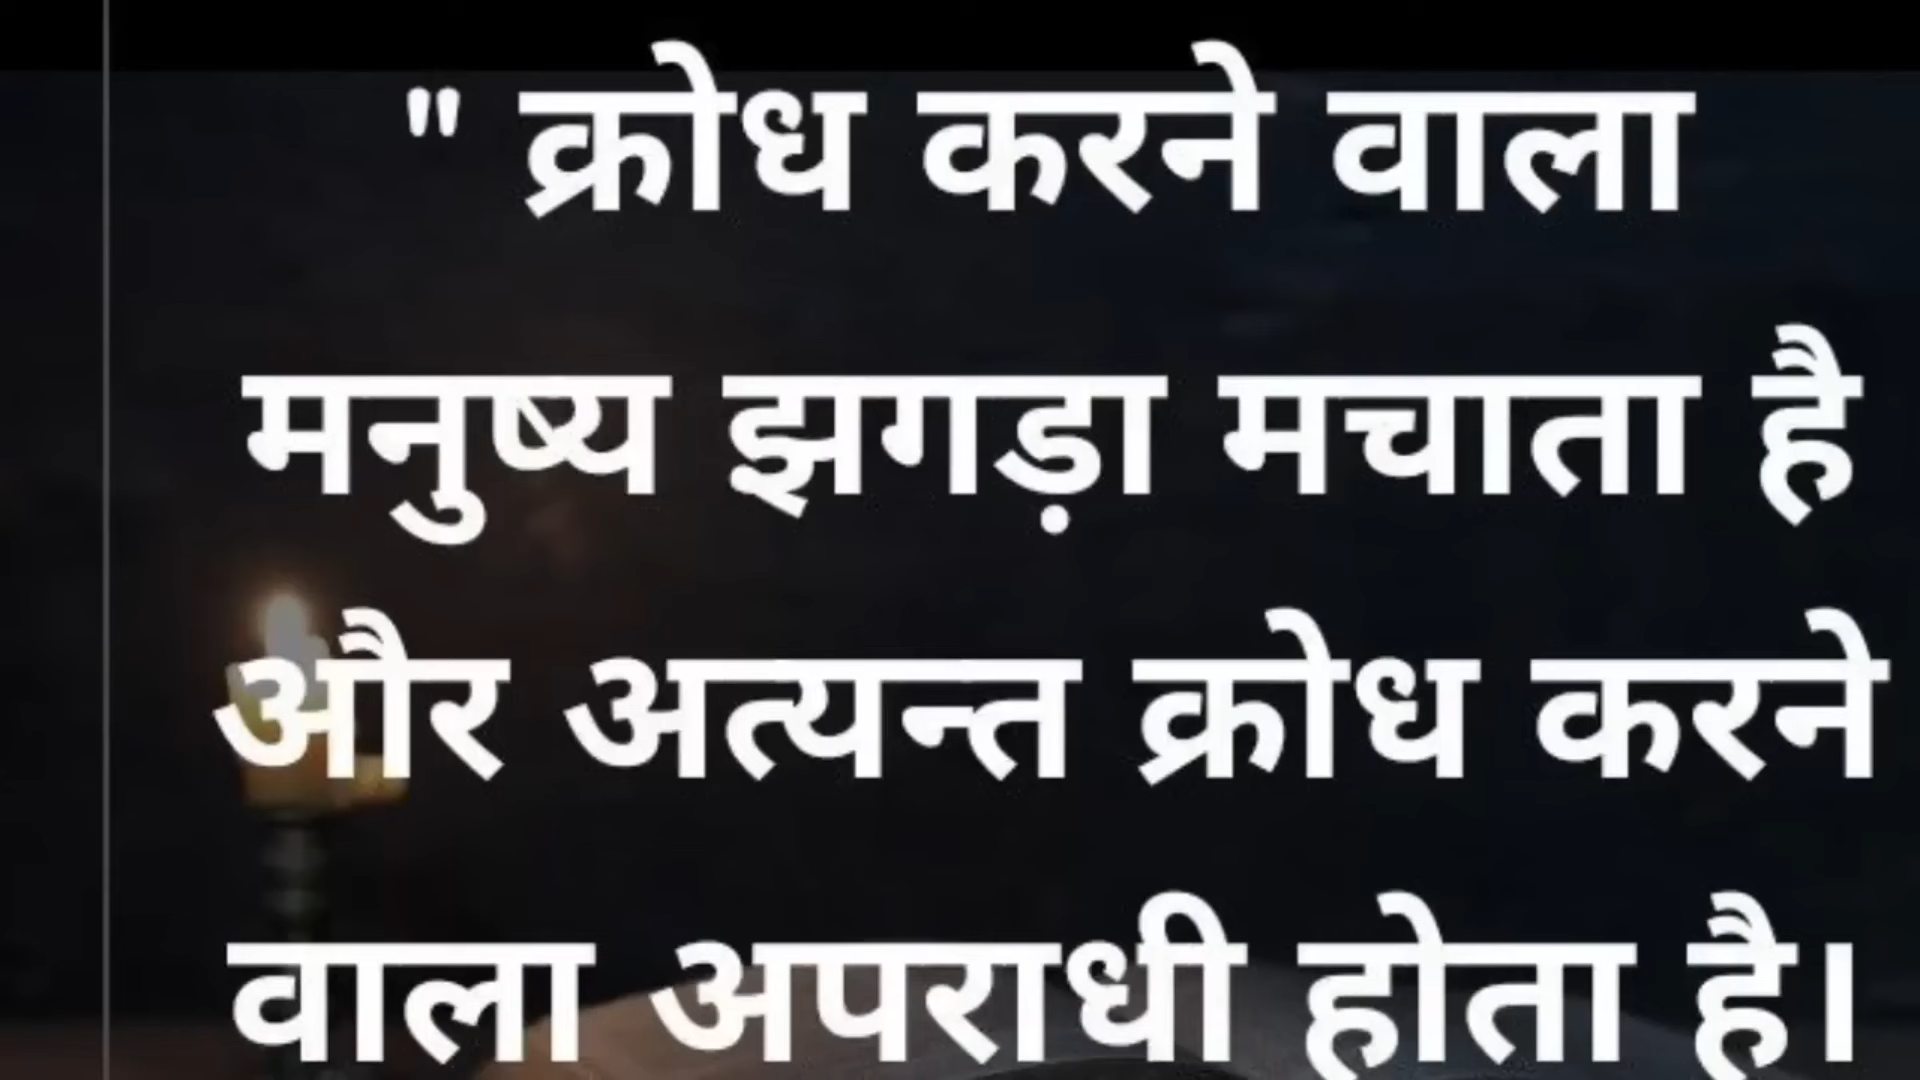 " क्रोध करने वाला
मनुष्य झगड़ा मचाता है
और अत्यन्त क्रोध करने
वाला अपराधी होता है।